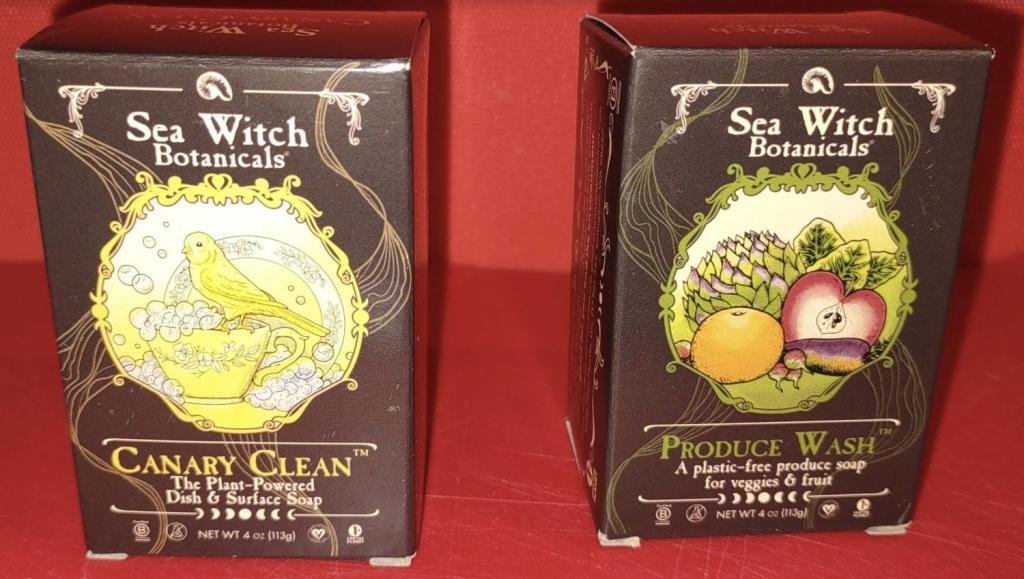 Sea Witch
Botanicals®
Canary Clean™
The Plant-Powered
Dish & Surface Soap
NET WT 4 OZ (113g)
Sea Witch
Botanicals®
Produce Wash™
A plastic-free produce soap
for veggies & fruit
NET WT 4 OZ (113g)